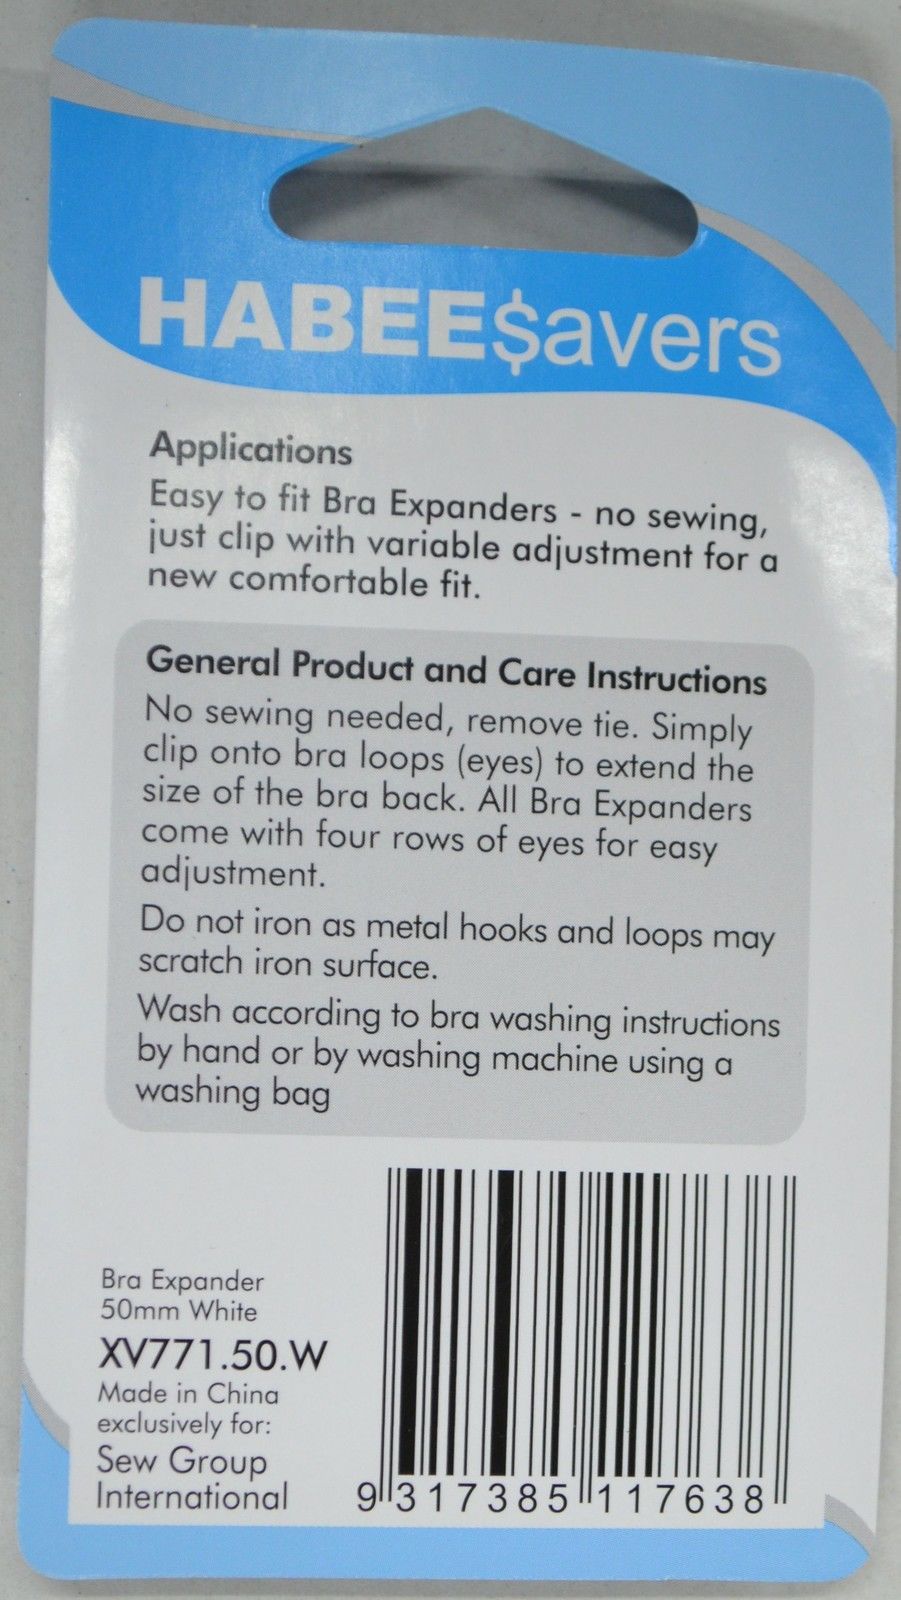 HABEE$avers
Applications
Easy to fit Bra Expanders - no sewing,
just clip with variable adjustment for a
new comfortable fit.
General Product and Care Instructions
No sewing needed, remove tie. Simply
clip onto bra loops (eyes) to extend the
size of the bra back. All Bra Expanders
come with four rows of eyes for easy
adjustment.
Do not iron as metal hooks and loops may
scratch iron surface.
Wash according to bra washing instructions
by hand or by washing machine using a
washing bag
Bra Expander
50mm White
XV771.50.W
Made in China
exclusively for:
Sew Group
International
9 317385 117638